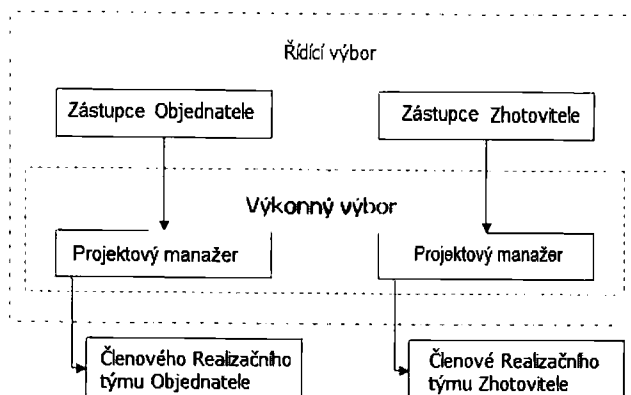 Řídící výbor
Zástupce Objednatele
Zástupce Zhotovitele
Výkonný výbor
Projektový manažer
Projektový manažer
Členového Realizačního
týmu Objednatele
Členové Realizačního
týmu Zhotovitele